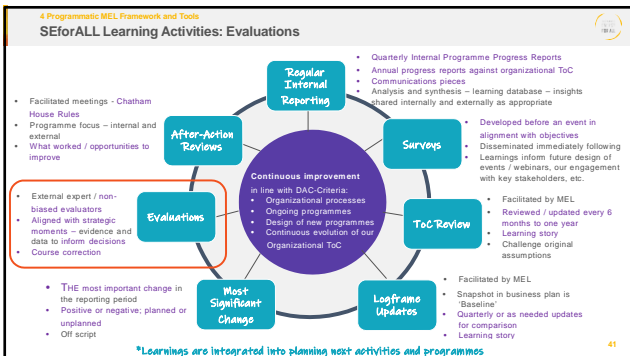 4 Programmatic MEL Framework and Tools
SEforALL Learning Activities: Evaluations
Regular
Internal
Reporting
• Quarterly Internal Programme Progress Reports
• Annual progress reports against organizational ToC
• Communications pieces
• Analysis and synthesis – learning database – insights
shared internally and externally as appropriate
• Facilitated meetings - Chatham
House Rules
• Programme focus – internal and
external
• What worked / opportunities to
improve
After-Action
Reviews
Surveys
• Developed before an event in
alignment with objectives
• Disseminated immediately following
• Learnings inform future design of
events / webinars, our engagement
with key stakeholders, etc.
Continuous improvement
in line with DAC-Criteria:
• Organizational processes
• Ongoing programmes
• Design of new programmes
• Continuous evolution of our
Organizational ToC
• External expert / non-
biased evaluators
• Aligned with strategic
moments – evidence and
data to inform decisions
• Course correction
Evaluations
ToC Review
• Facilitated by MEL
• Reviewed / updated every 6
months to one year
• Learning story
• Challenge original
assumptions
• THE most important change in
the reporting period
• Positive or negative; planned or
unplanned
• Off script
Most
Significant
Change
Logframe
Updates
• Facilitated by MEL
• Snapshot in business plan is
'Baseline'
• Quarterly or as needed updates
for comparison
• Learning story
*Learnings are integrated into planning next activities and programmes
41